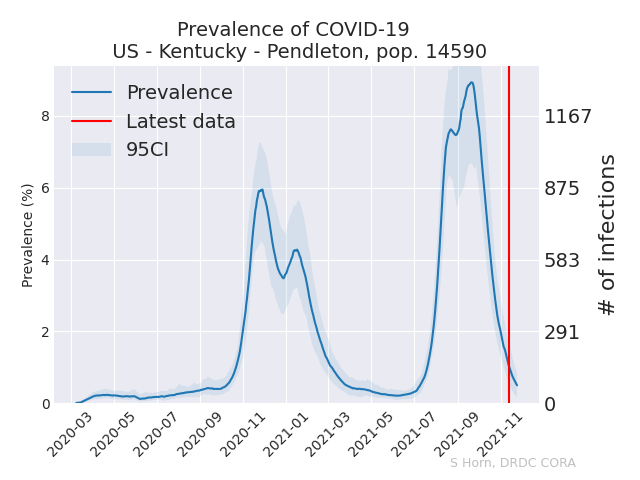 Prevalence of COVID-19
US - Kentucky - Pendleton, pop. 14590
Prevalence
Latest data
95CI
Prevalence (%)
8
6
4
2
0
1167
875
583
291
0
# of infections
2020-03
2020-05
2020-07
2020-09
2020-11
2021-01
2021-03
2021-05
2021-07
2021-09
2021-11
S Horn, DRDC CORA